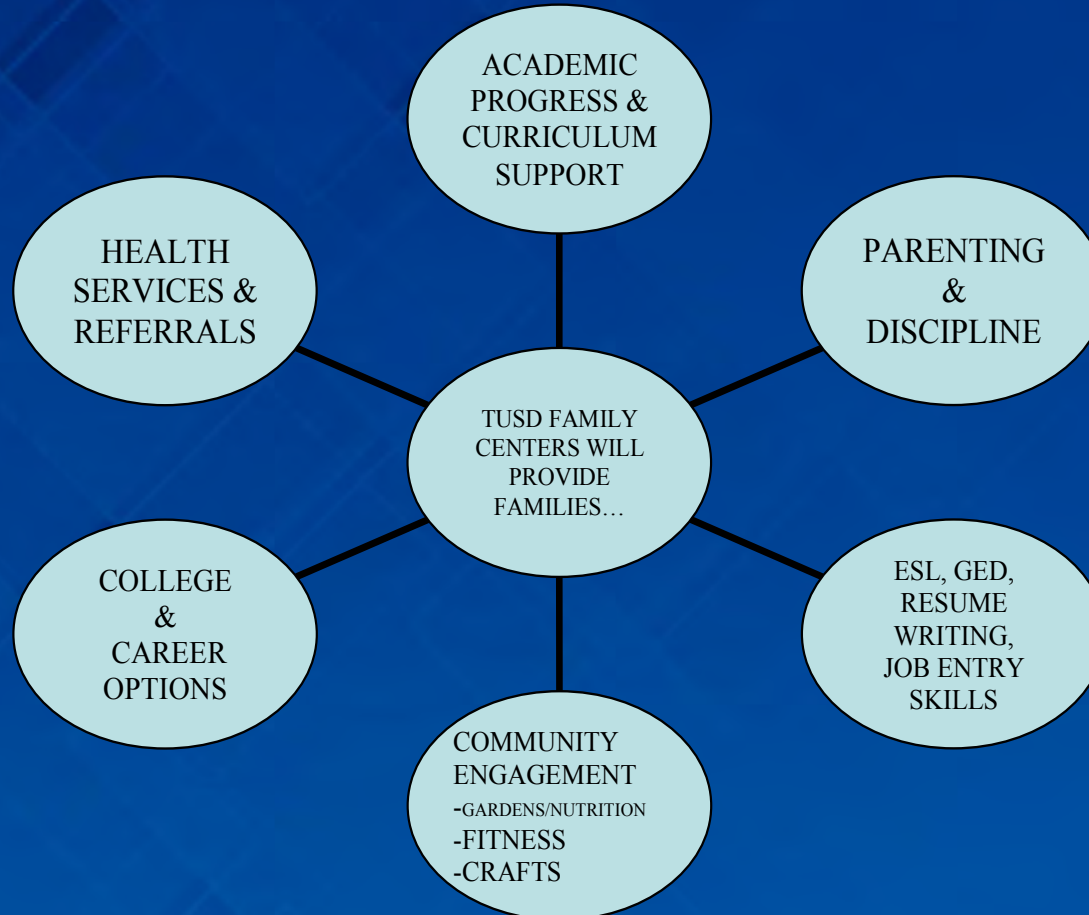 ACADEMIC
PROGRESS &
CURRICULUM
SUPPORT
HEALTH
SERVICES &
REFERRALS
PARENTING
&
DISCIPLINE
TUSD FAMILY
CENTERS WILL
PROVIDE
FAMILIES…
COLLEGE
&
CAREER
OPTIONS
ESL, GED,
RESUME
WRITING,
JOB ENTRY
SKILLS
COMMUNITY
ENGAGEMENT
-GARDENS/NUTRITION
-FITNESS
-CRAFTS